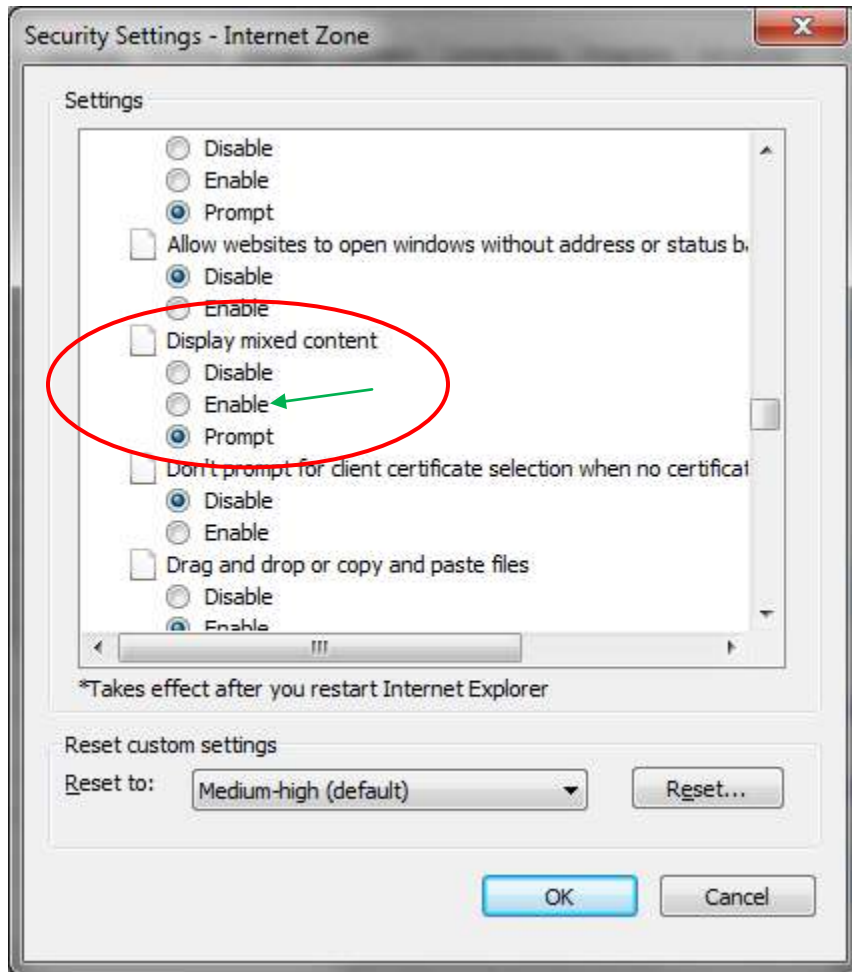 Security Settings - Internet Zone
Settings
Disable
Enable
Prompt
Allow websites to open windows without address or status ba
Disable
Enable
Display mixed content
Disable
Enable
Prompt
Don't prompt for client certificate selection when no certificat
Disable
Enable
Drag and drop or copy and paste files
Disable
Enable
*Takes effect after you restart Internet Explorer
Reset custom settings
Reset to:
Medium-high (default)
Reset...
OK
Cancel